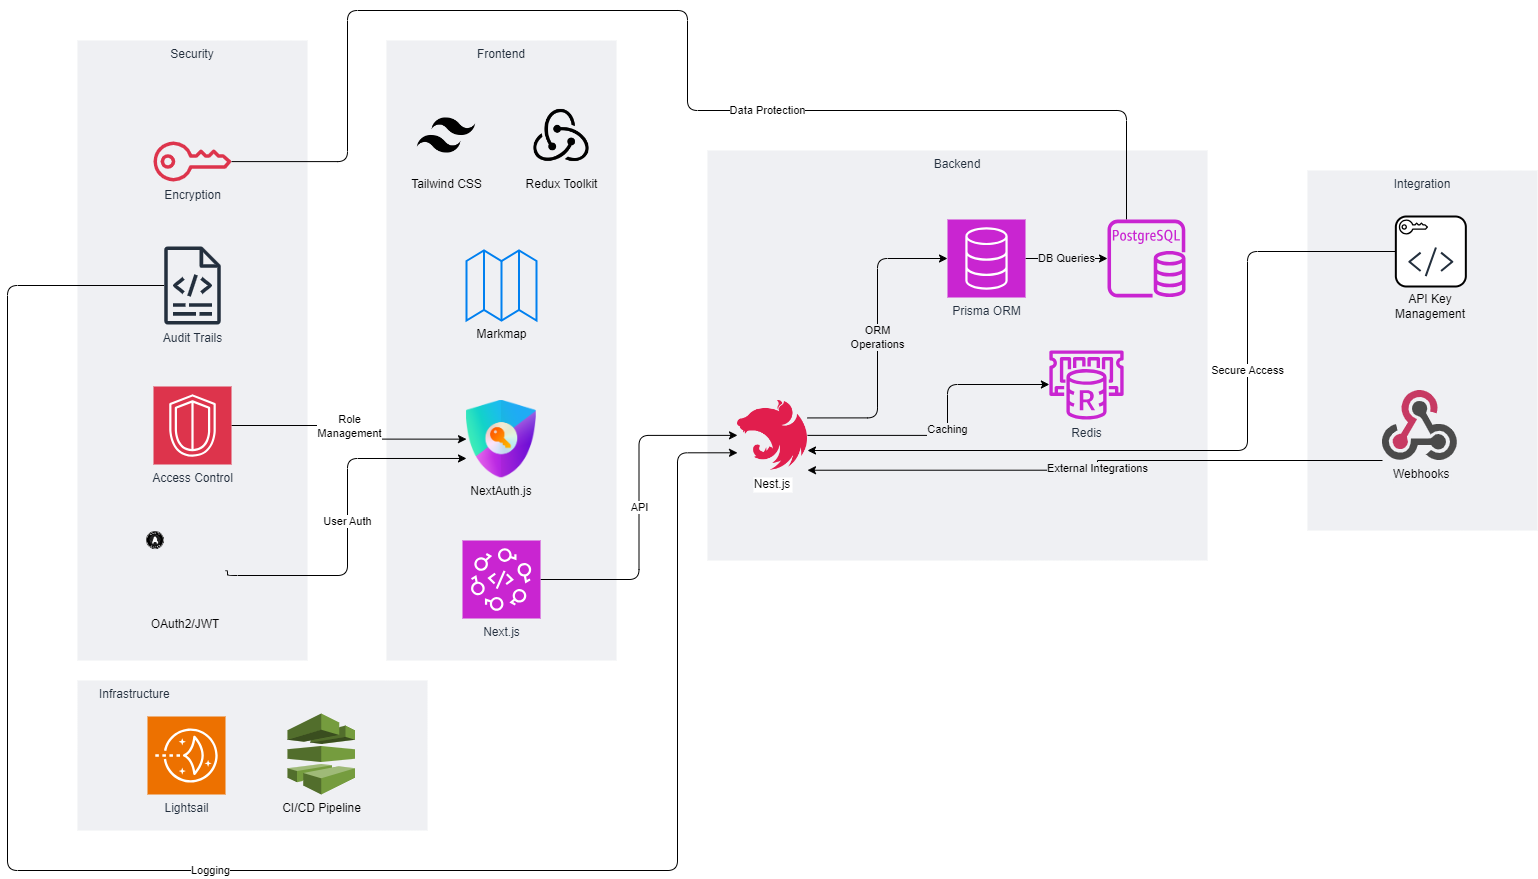 Security
Frontend
Data Protection
Backend
Integration
Encryption
Tailwind CSS
Redux Toolkit
PostgreSQL
DB Queries
Prisma ORM
API Key
Management
Audit Trails
Markmap
ORM
Operations
Secure Access
R
Redis
Role
Management
Caching
Access Control
NextAuth.js
Nest.js
External Integrations
Webhooks
User Auth
API
A
OAuth2/JWT
Next.js
Infrastructure
Lightsail
CI/CD Pipeline
Logging